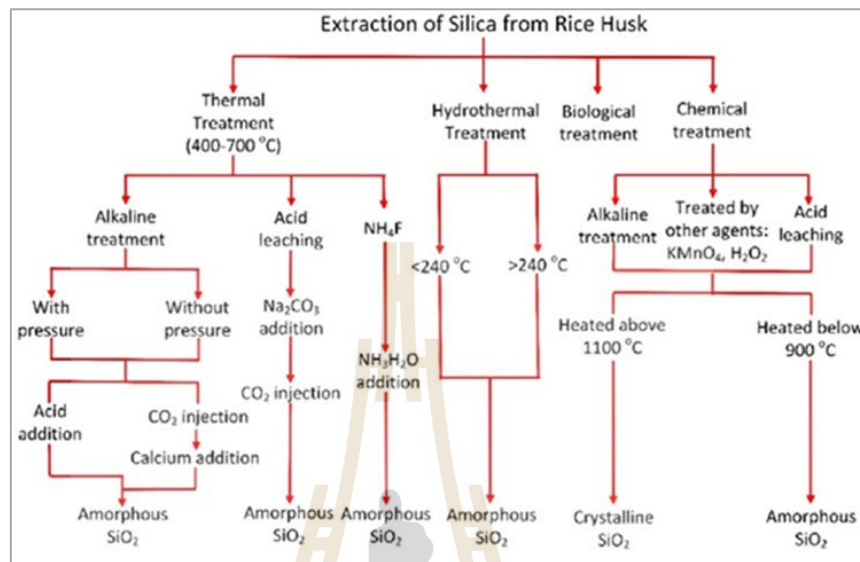 Extraction of Silica from Rice Husk
Thermal
Treatment
(400-700 °C)
Hydrothermal
Treatment
Biological
treatment
Chemical
treatment
Alkaline
treatment
Acid
leaching
NH₄F
<240 °C
>240 °C
Alkaline
treatment
Treated by
other agents:
KMnO₄, H₂O₂
Acid
leaching
With
pressure
Without
pressure
Na₂CO₃
addition
NH₃H₂O
addition
Heated above
1100 °C
Heated below
900 °C
Acid
addition
CO₂ injection
Calcium addition
CO₂ injection
Amorphous
SiO₂
Amorphous
SiO₂
Amorphous
SiO₂
Amorphous
SiO₂
Crystalline
SiO₂
Amorphous
SiO₂